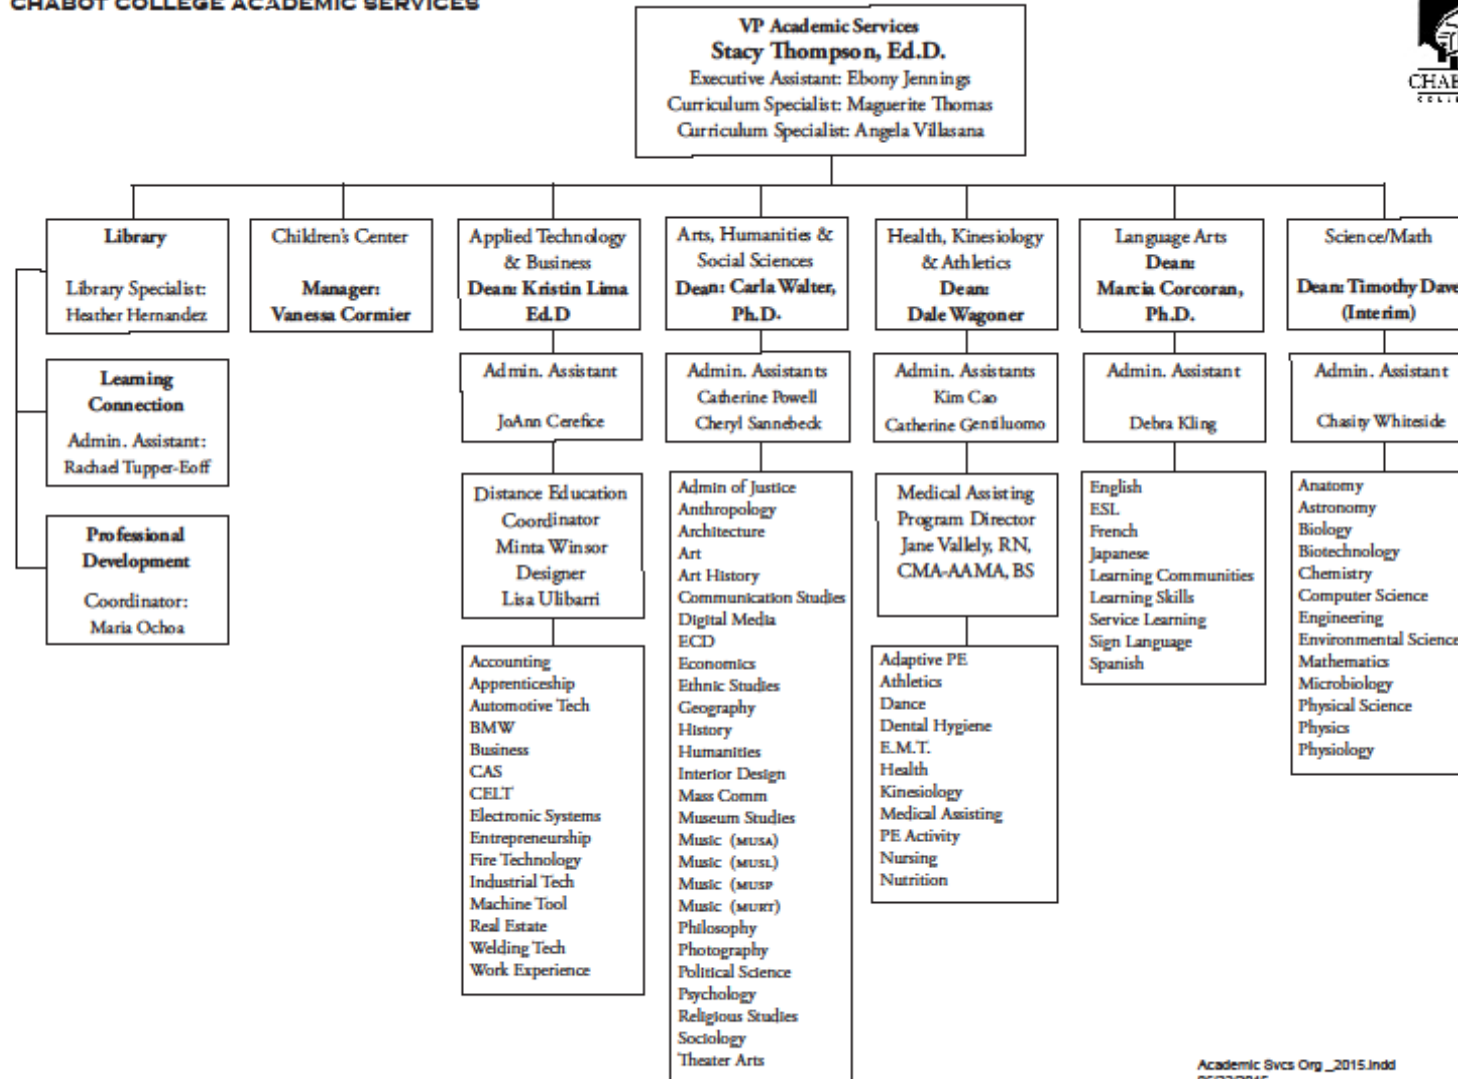 CHABOT COLLEGE ACADEMIC SERVICES
VP Academic Services
Stacy Thompson, Ed.D.
Executive Assistant: Ebony Jennings
Curriculum Specialist: Maguerite Thomas
Curriculum Specialist: Angela Villasana
Library
Library Specialist:
Heather Hernandez
Learning
Connection
Admin. Assistant:
Rachael Tupper-Eoff
Professional
Development
Coordinator:
Maria Ochoa
Children's Center
Manager:
Vanessa Cormier
Applied Technology
& Business
Dean: Kristin Lima
Ed.D
Admin. Assistant
JoAnn Cerefice
Distance Education
Coordinator
Minta Winsor
Designer
Lisa Ulibarri
Accounting
Apprenticeship
Automotive Tech
BMW
Business
CAS
CELT
Electronic Systems
Entrepreneurship
Fire Technology
Industrial Tech
Machine Tool
Real Estate
Welding Tech
Work Experience
Arts, Humanities &
Social Sciences
Dean: Carla Walter,
Ph.D.
Admin. Assistants
Catherine Powell
Cheryl Sannebeck
Admin of Justice
Anthropology
Architecture
Art
Art History
Communication Studies
Digital Media
ECD
Economics
Ethnic Studies
Geography
History
Humanities
Interior Design
Mass Comm
Museum Studies
Music (MUSA)
Music (MUSL)
Music (MUSP
Music (MURT)
Philosophy
Photography
Political Science
Psychology
Religious Studies
Sociology
Theater Arts
Health, Kinesiology
& Athletics
Dean:
Dale Wagoner
Admin. Assistants
Kim Cao
Catherine Gentiluomo
Medical Assisting
Program Director
Jane Vallely, RN,
CMA-AAMA, BS
Adaptive PE
Athletics
Dance
Dental Hygiene
E.M.T.
Health
Kinesiology
Medical Assisting
PE Activity
Nursing
Nutrition
Language Arts
Dean:
Marcia Corcoran,
Ph.D.
Admin. Assistant
Debra Kling
English
ESL
French
Japanese
Learning Communities
Learning Skills
Service Learning
Sign Language
Spanish
Science/Math
Dean: Timothy Dave
(Interim)
Admin. Assistant
Chasity Whiteside
Anatomy
Astronomy
Biology
Biotechnology
Chemistry
Computer Science
Engineering
Environmental Science
Mathematics
Microbiology
Physical Science
Physics
Physiology
Academic Svcs Org_2015.indd